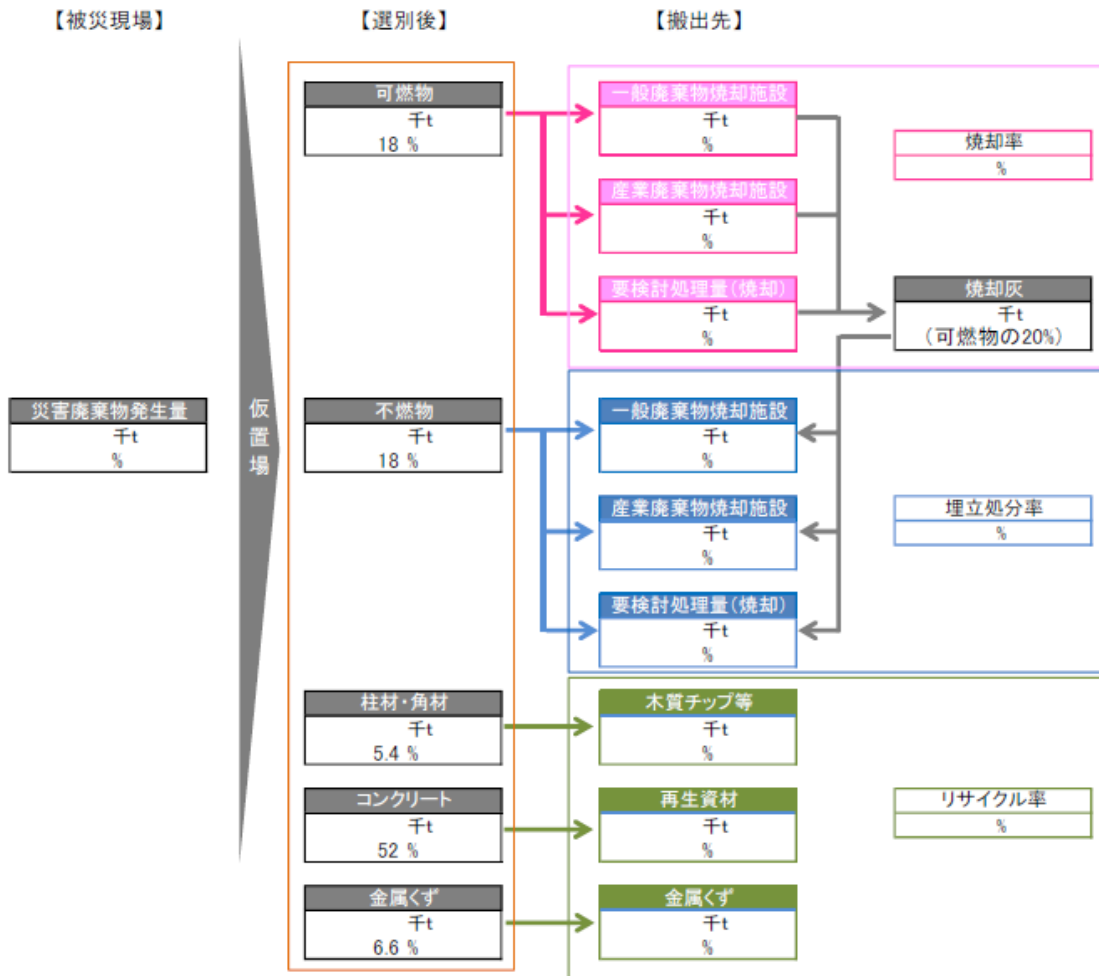 【被災現場】
【選別後】
【搬出先】
災害廃棄物発生量
千t
%
仮置場
可燃物
千t
18 %
不燃物
千t
18 %
柱材・角材
千t
5.4 %
コンクリート
千t
52 %
金属くず
千t
6.6 %
一般廃棄物焼却施設
千t
%
産業廃棄物焼却施設
千t
%
要検討処理量(焼却)
千t
%
焼却率
%
焼却灰
千t
(可燃物の20%)
一般廃棄物焼却施設
千t
%
産業廃棄物焼却施設
千t
%
要検討処理量(焼却)
千t
%
埋立処分率
%
木質チップ等
千t
%
再生資材
千t
%
金属くず
千t
%
リサイクル率
%